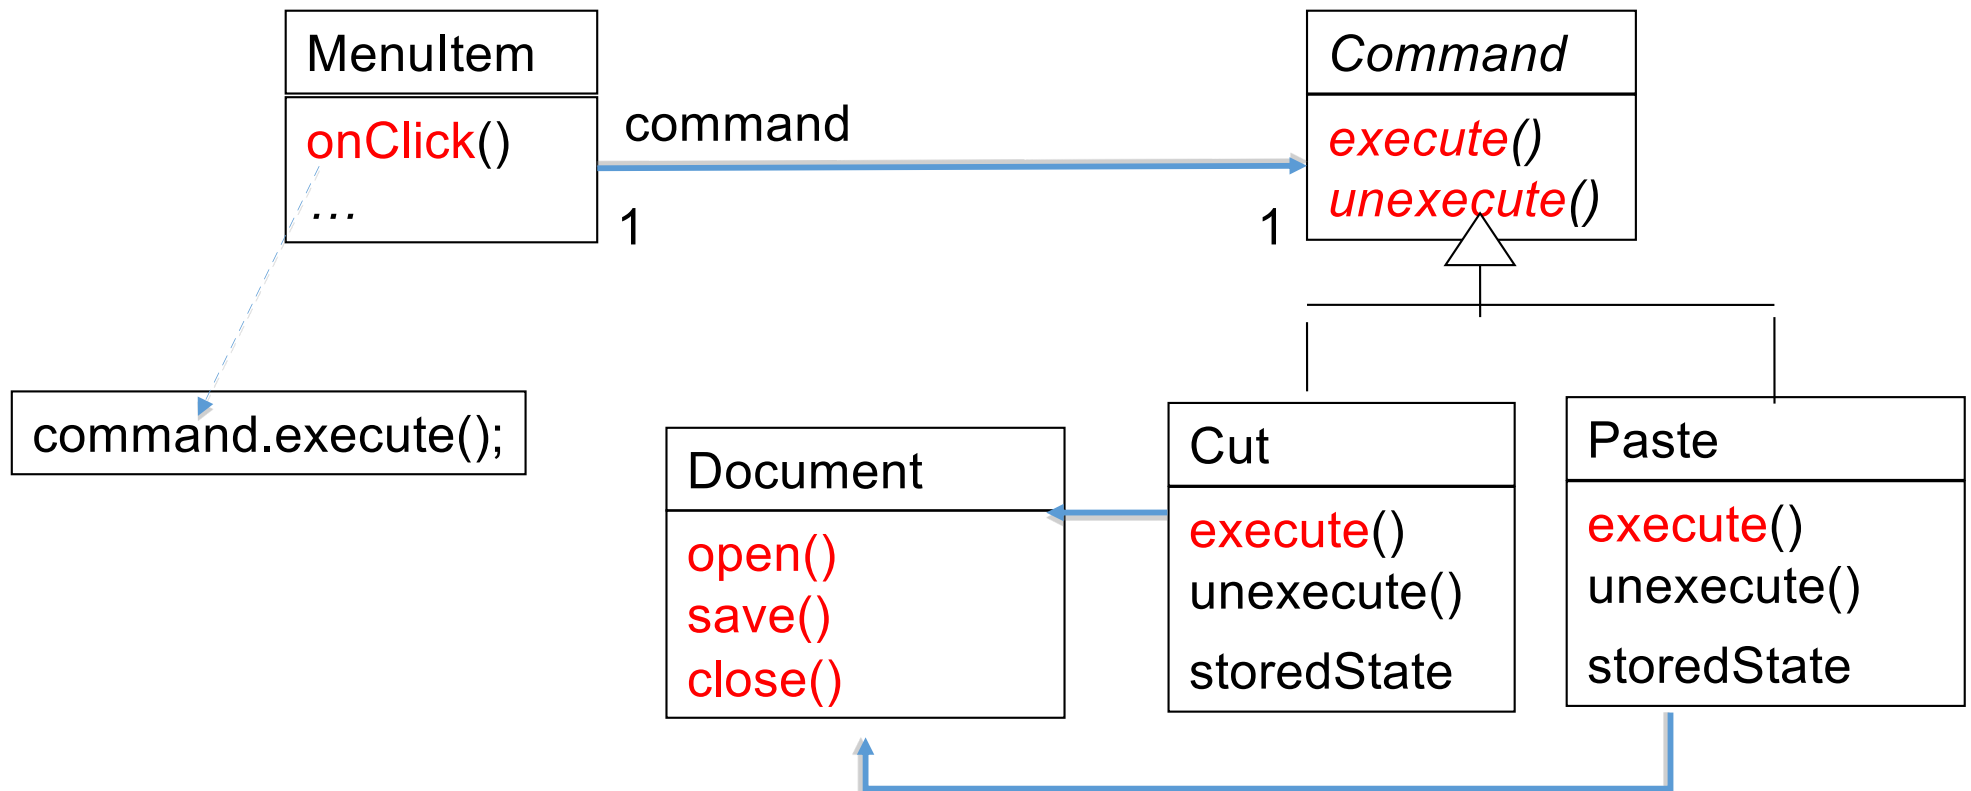 MenuItem
onClick()
…
command
1
1
Command
execute()
unexecute()
command.execute();
Document
open()
save()
close()
Cut
execute()
unexecute()
storedState
Paste
execute()
unexecute()
storedState